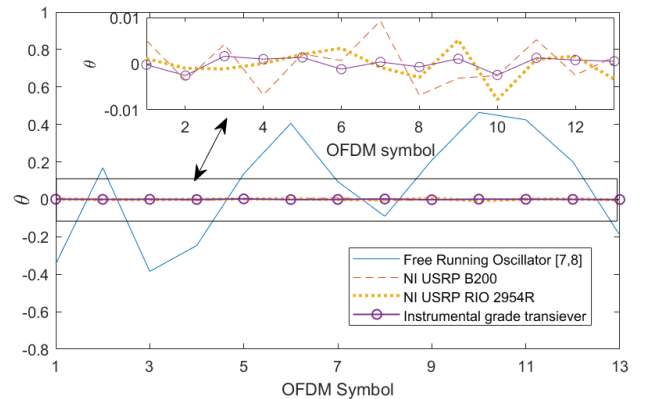 0.01
0
-0.01
θ
2 4 6 8 10 12
OFDM symbol
1
0.8
0.6
0.4
0.2
0
-0.2
-0.4
-0.6
-0.8
θ
Free Running Oscillator [7,8]
NI USRP B200
NI USRP RIO 2954R
Instrumental grade transiever
1 3 5 7 9 11 13
OFDM Symbol